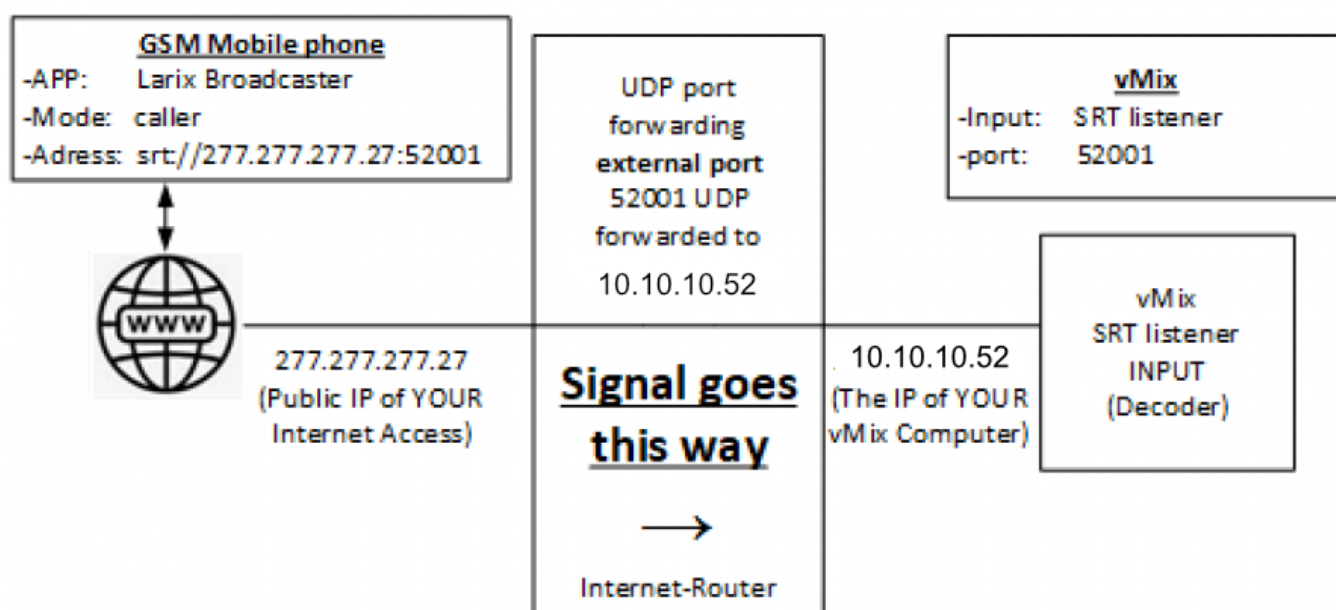 GSM Mobile phone
-APP: Larix Broadcaster
-Mode: caller
-Adress: srt://277.277.277.27:52001
UDP port
forwarding
external port
52001 UDP
forwarded to
10.10.10.52
vMix
-Input: SRT listener
-port: 52001
WWW
277.277.277.27
(Public IP of YOUR
Internet Access)
Signal goes
this way
→
Internet-Router
10.10.10.52
(The IP of YOUR
vMix Computer)
vMix
SRT listener
INPUT
(Decoder)